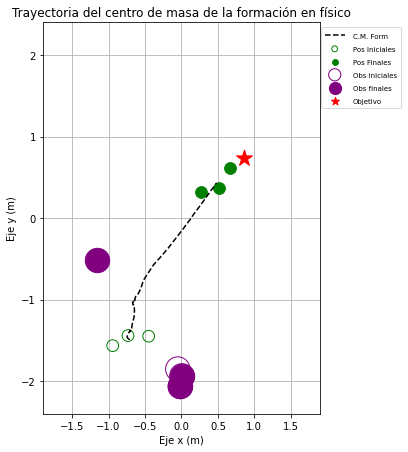 Trayectoria del centro de masa de la formación en físico
C.M. Form
Pos Iniciales
Pos Finales
Obs iniciales
Obs finales
Objetivo
Eje y (m)
2
1
0
−1
−2
−1.5
−1.0
−0.5
0.0
0.5
1.0
1.5
Eje x (m)